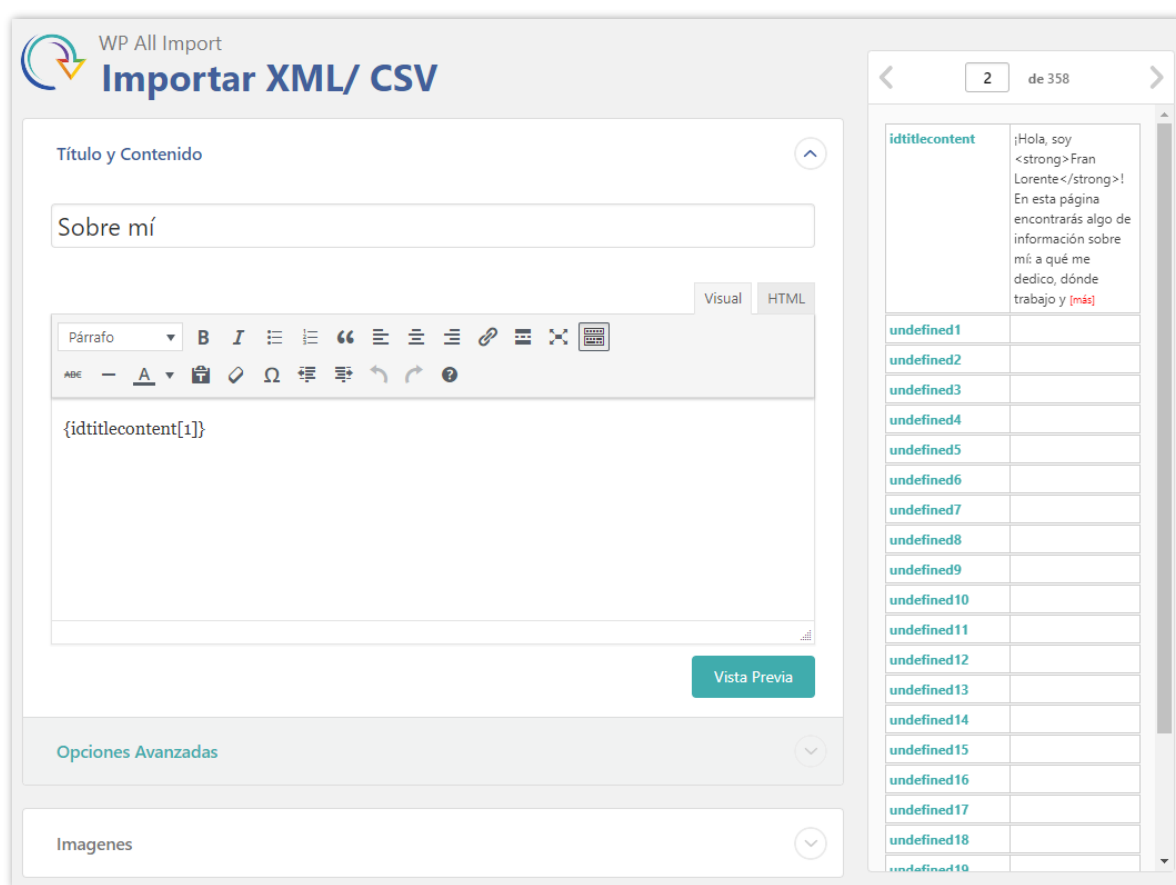 WP All Import
Importar XML/ CSV
Título y Contenido
Sobre mí
Visual
HTML
Párrafo
B
I
ABC
A
T
Ω
{idtitlecontent[1]}
Vista Previa
Opciones Avanzadas
Imagenes
2
de 358
idtitlecontent
¡Hola, soy
<strong>Fran
Lorente</strong>!
En esta página
encontrarás algo de
información sobre
mí: a qué me
dedico, dónde
trabajo y [más]
undefined1
undefined2
undefined3
undefined4
undefined5
undefined6
undefined7
undefined8
undefined9
undefined10
undefined11
undefined12
undefined13
undefined14
undefined15
undefined16
undefined17
undefined18
undefined19